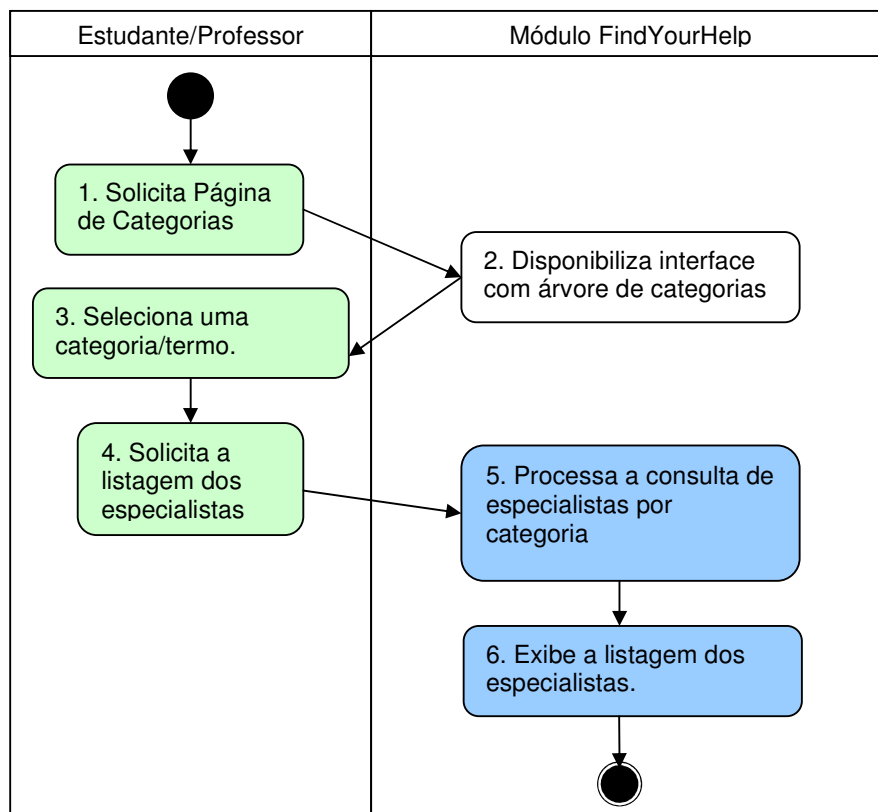 Estudante/Professor
Módulo FindYourHelp
1. Solicita Página
de Categorias
2. Disponibiliza interface
com árvore de categorias
3. Seleciona uma
categoria/termo.
4. Solicita a
listagem dos
especialistas
5. Processa a consulta de
especialistas por
categoria
6. Exibe a listagem dos
especialistas.